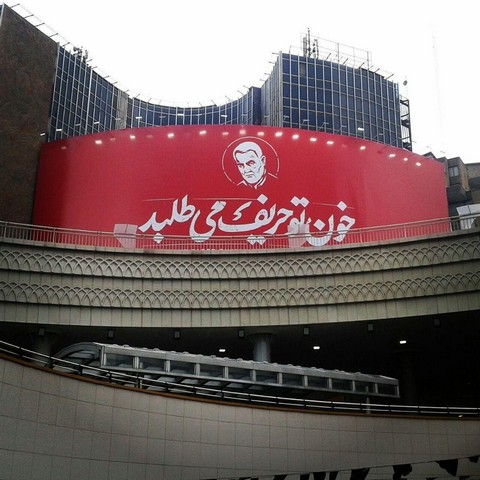 خون تو حریف می طلبد